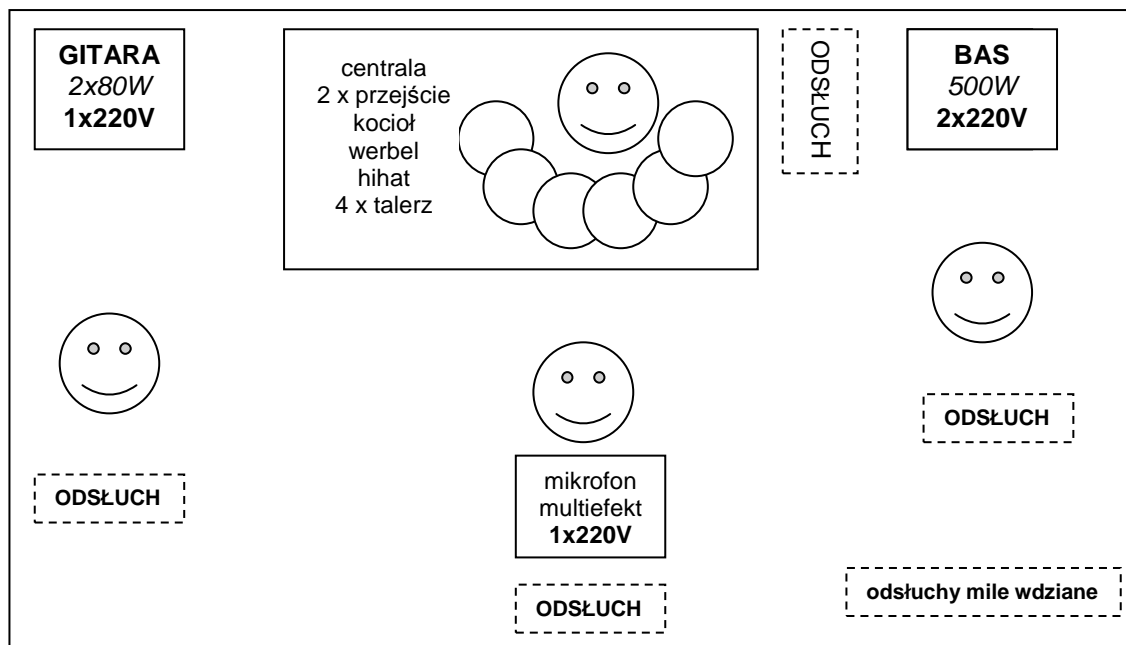 GITARA
2x80W
1x220V
centrala
2 x przejście
kocioł
werbel
hihat
4 x talerz
ODSŁUCH
BAS
500W
2x220V
ODSŁUCH
ODSŁUCH
mikrofon
multiefekt
1x220V
ODSŁUCH
odsłuchy mile wdziane